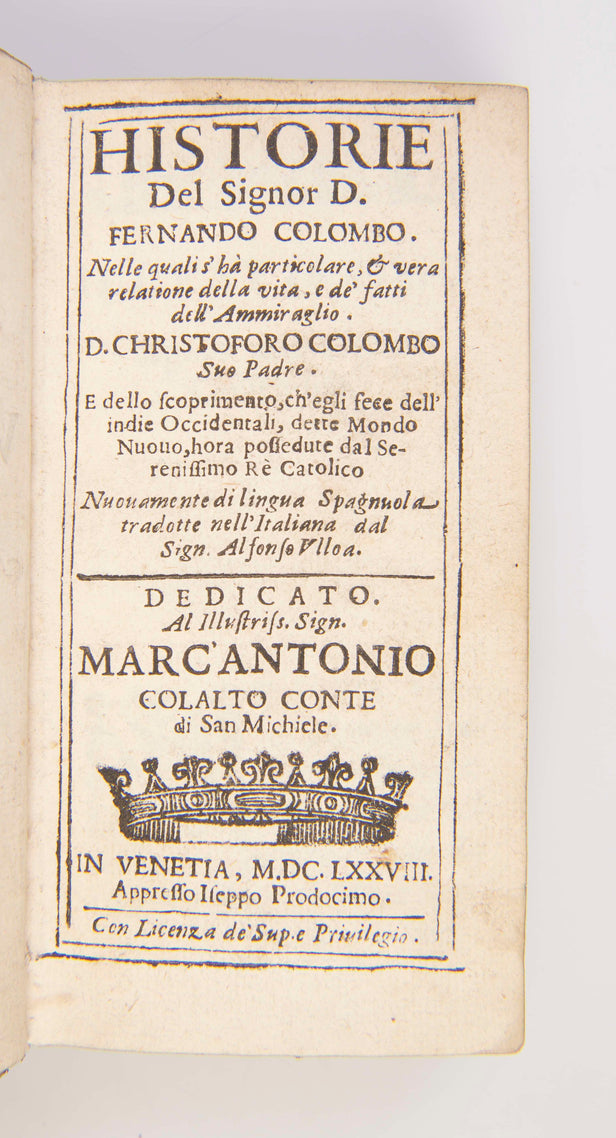 HISTORIE
Del Signor D.
FERNANDO COLOMBO.
Nelle quali s'hà particolare, & vera
relatione della vita, e de' fatti
dell'Ammiraglio.
D. CHRISTOFORO COLOMBO
Suo Padre.
E dello ſcoprimento, ch'egli fece dell'
indie Occidentali, dette Mondo
Nuouo, hora poſſedute dal Se-
reniſſimo Rè Catolico
Nuouamente di lingua Spagnuola
tradotte nell'Italiana dal
Sign. Alfonſo Vlloa.
DEDICATO.
Al Illuſtriſs. Sign.
MARC'ANTONIO
COLALTO CONTE
di San Michiele.
IN VENETIA, M.DC.LXXVIII.
Appreſſo Iſeppo Prodocimo.
Con Licenza de' Sup. e Priuilegio.